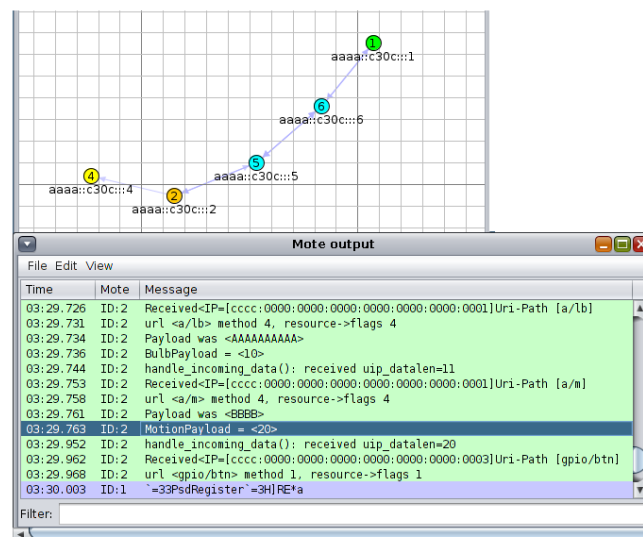 1
aaaa::c30c:::1
6
aaaa::c30c:::6
5
aaaa::c30c:::5
4
aaaa::c30c:::4
2
aaaa::c30c:::2
Mote output
File Edit View
Time Mote Message
03:29.726 ID:2 Received<IP=[cccc:0000:0000:0000:0000:0000:0000:0001]Uri-Path [a/lb]
03:29.731 ID:2 url <a/lb> method 4, resource->flags 4
03:29.734 ID:2 Payload was <AAAAAAAAAA>
03:29.736 ID:2 BulbPayload = <10>
03:29.744 ID:2 handle_incoming_data(): received uip_datalen=11
03:29.753 ID:2 Received<IP=[cccc:0000:0000:0000:0000:0000:0000:0001]Uri-Path [a/m]
03:29.758 ID:2 url <a/m> method 4, resource->flags 4
03:29.761 ID:2 Payload was <BBBB>
03:29.763 ID:2 MotionPayload = <20>
03:29.952 ID:2 handle_incoming_data(): received uip_datalen=20
03:29.962 ID:2 Received<IP=[cccc:0000:0000:0000:0000:0000:0000:0003]Uri-Path [gpio/btn]
03:29.968 ID:2 url <gpio/btn> method 1, resource->flags 1
03:30.003 ID:1 `=33PsdRegister`=3H]RE*a
Filter: